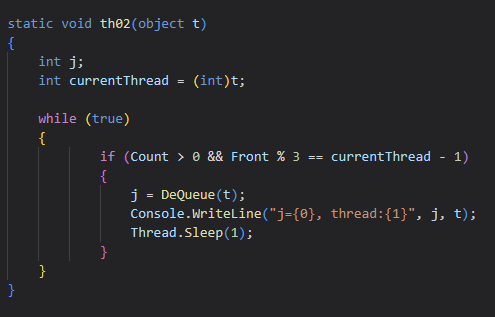 static void th02(object t)
{
    int j;
    int currentThread = (int)t;

    while (true)
    {
            if (Count > 0 && Front % 3 == currentThread - 1)
            {
                j = DeQueue(t);
                Console.WriteLine("j={0}, thread:{1}", j, t);
                Thread.Sleep(1);
            }
    }
}